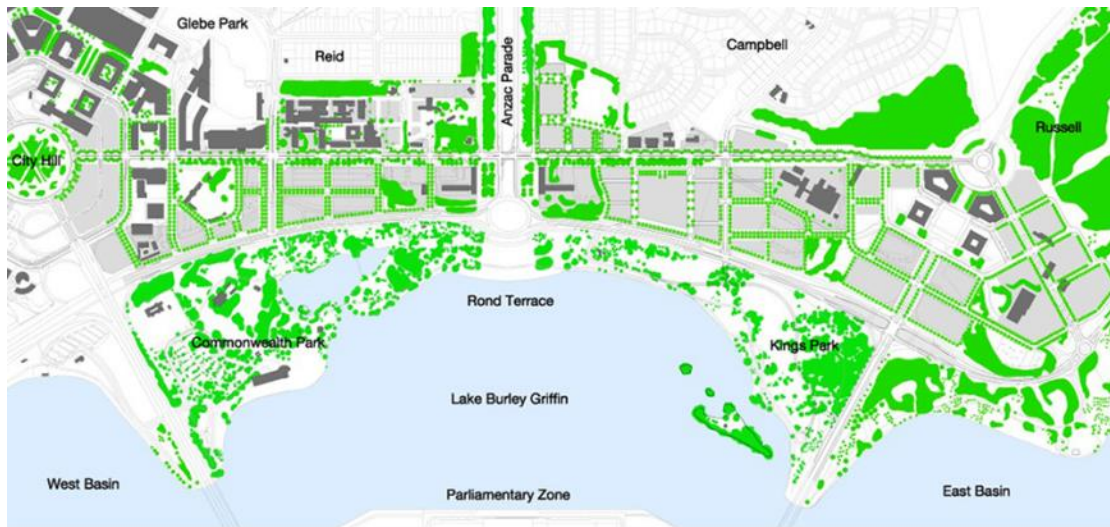 Glebe Park
Reid
Anzac Parade
Campbell
Russell
City Hill
Rond Terrace
Commonwealth Park
Kings Park
Lake Burley Griffin
West Basin
Parliamentary Zone
East Basin